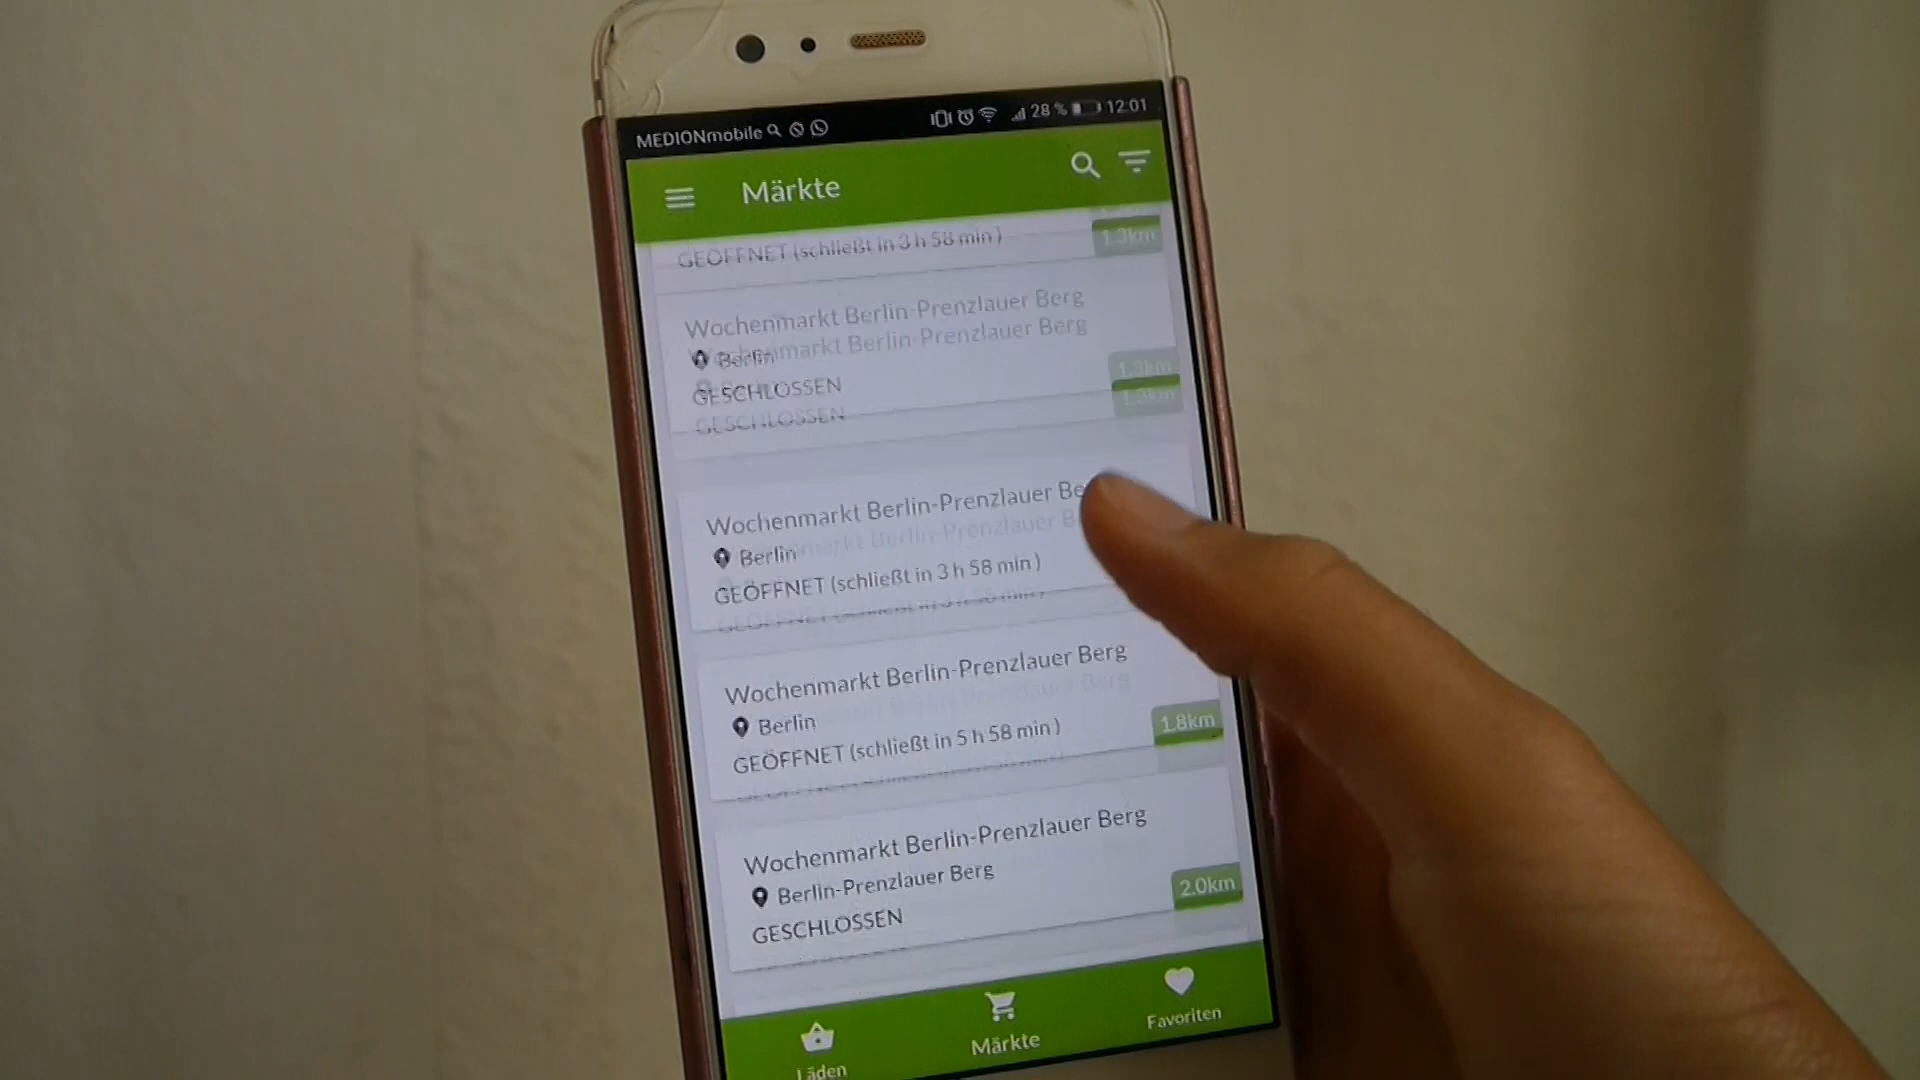 MEDIONmobile 28 % 12:01
Märkte
GEÖFFNET (schließt in 3 h 58 min )
1.3km
Wochenmarkt Berlin-Prenzlauer Berg
Berlin
GESCHLOSSEN
1.3km
Wochenmarkt Berlin-Prenzlauer
Berlin
GEÖFFNET (schließt in 3 h 58 min )
Wochenmarkt Berlin-Prenzlauer Berg
Berlin
GEÖFFNET (schließt in 5 h 58 min )
1.8km
Wochenmarkt Berlin-Prenzlauer Berg
Berlin-Prenzlauer Berg
GESCHLOSSEN
2.0km
Läden
Märkte
Favoriten